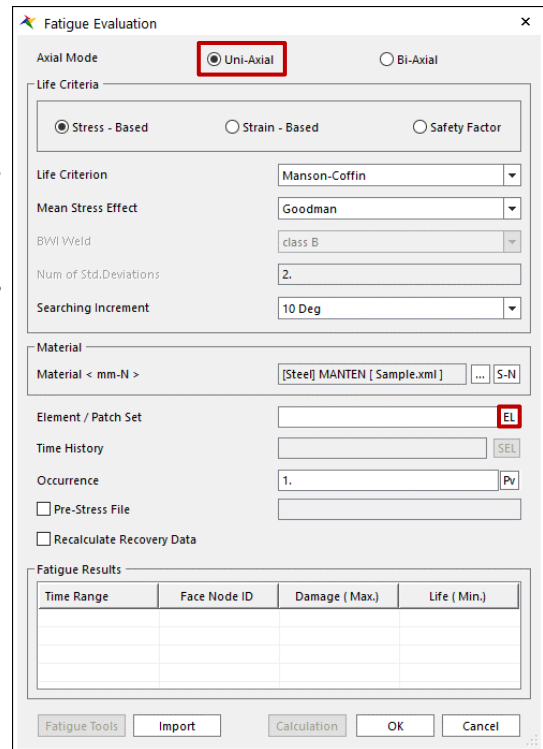 Fatigue Evaluation ×
Axial Mode Uni-Axial Bi-Axial
Life Criteria
Stress - Based Strain - Based Safety Factor
Life Criterion Manson-Coffin
Mean Stress Effect Goodman
BWI Weld class B
Num of Std.Deviations 2.
Searching Increment 10 Deg
Material
Material < mm-N > [Steel] MANTEN [ Sample.xml ] ... S-N
Element / Patch Set EL
Time History SEL
Occurrence 1. Pv
Pre-Stress File
Recalculate Recovery Data
Fatigue Results
Time Range Face Node ID Damage ( Max.) Life ( Min.)
Fatigue Tools Import Calculation OK Cancel